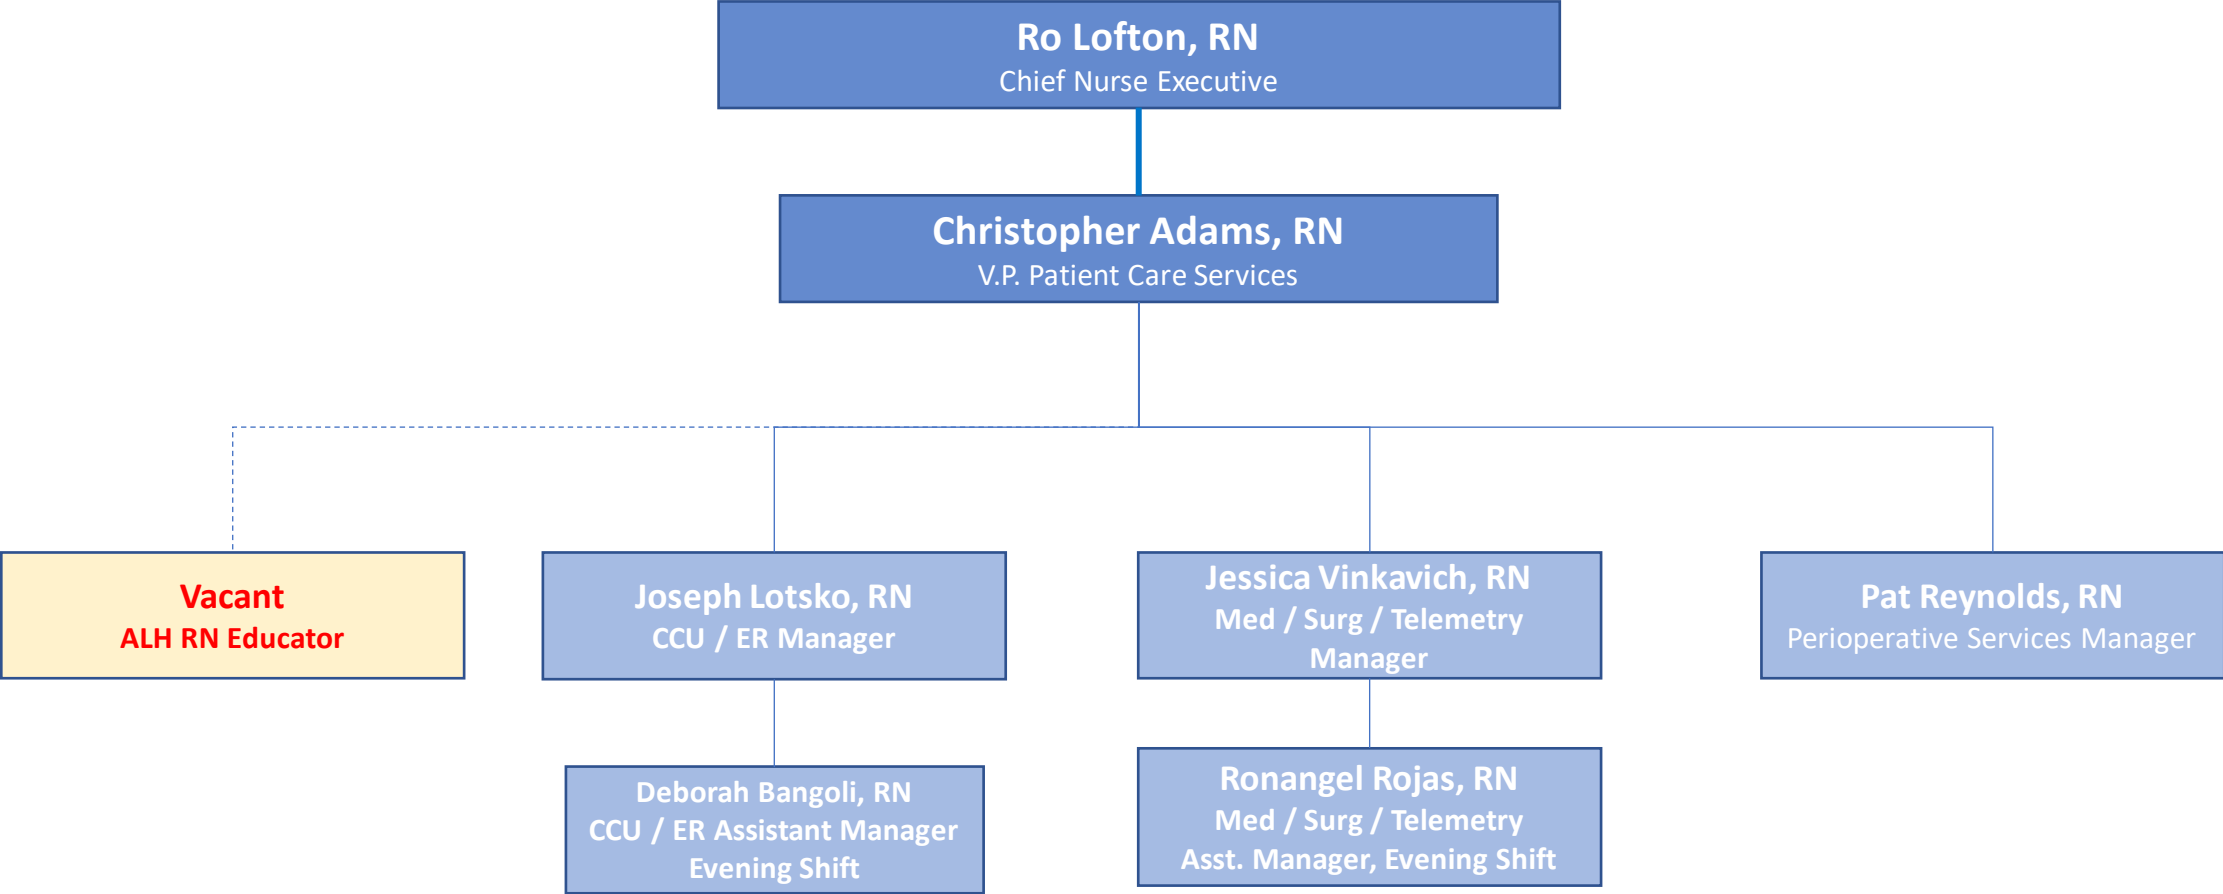 Ro Lofton, RN
Chief Nurse Executive
Christopher Adams, RN
V.P. Patient Care Services
Vacant
ALH RN Educator
Joseph Lotsko, RN
CCU / ER Manager
Jessica Vinkavich, RN
Med / Surg / Telemetry
Manager
Pat Reynolds, RN
Perioperative Services Manager
Deborah Bangoli, RN
CCU / ER Assistant Manager
Evening Shift
Ronangel Rojas, RN
Med / Surg / Telemetry
Asst. Manager, Evening Shift